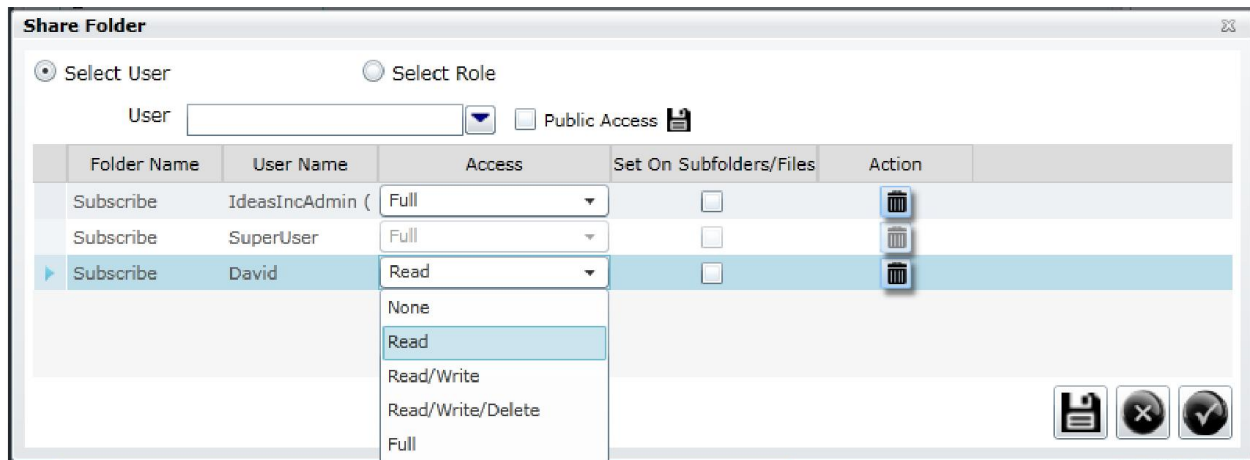 Share Folder
Select User Select Role
User Public Access
Folder Name User Name Access Set On Subfolders/Files Action
Subscribe IdeasIncAdmin ( Full
Subscribe SuperUser Full
Subscribe David Read
None
Read
Read/Write
Read/Write/Delete
Full